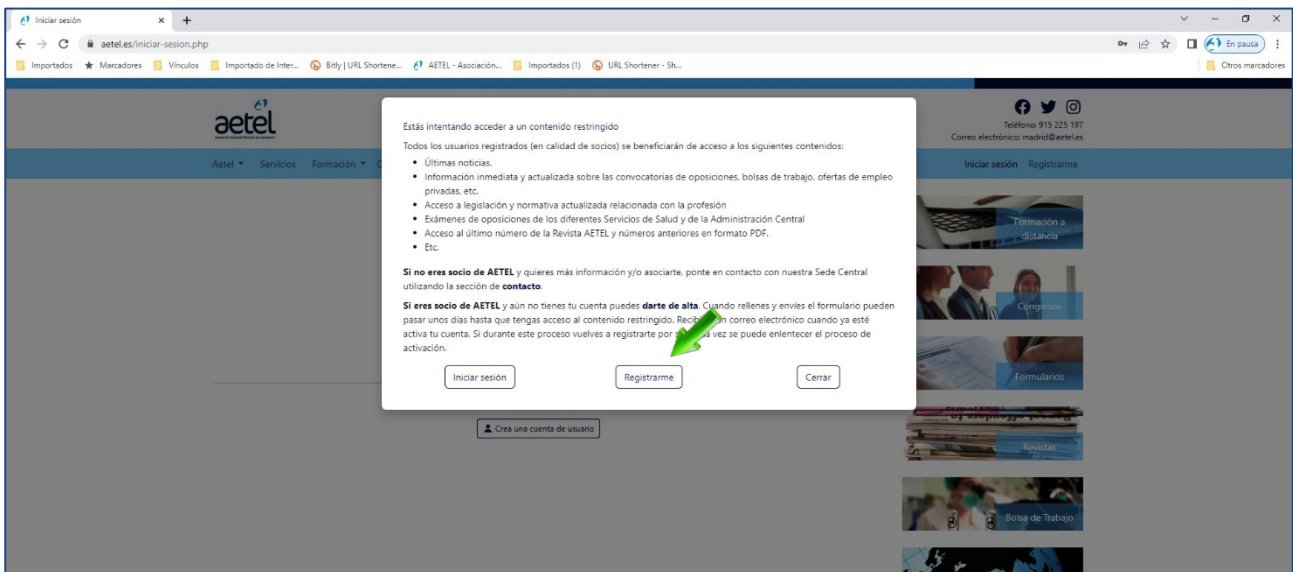 Iniciar sesión
aetel.es/iniciar-sesion.php
En pausa
Importados Marcadores Vínculos Importado de Inter... Bitly | URL Shortene... AETEL - Asociación... Importados (1) URL Shortener - Sh... Otros marcadores
aetel
Teléfono: 915 225 197
Correo electrónico: madrid@aetel.es
Aetel Servicios Formación Iniciar sesión Registrarme
Estás intentando acceder a un contenido restringido
Todos los usuarios registrados (en calidad de socios) se beneficiarán de acceso a los siguientes contenidos:
• Últimas noticias.
• Información inmediata y actualizada sobre las convocatorias de oposiciones, bolsas de trabajo, ofertas de empleo
privadas, etc.
• Acceso a legislación y normativa actualizada relacionada con la profesión
• Exámenes de oposiciones de los diferentes Servicios de Salud y de la Administración Central
• Acceso al último número de la Revista AETEL y números anteriores en formato PDF.
• Etc.
Si no eres socio de AETEL y quieres más información y/o asociarte, ponte en contacto con nuestra Sede Central
utilizando la sección de contacto.
Si eres socio de AETEL y aún no tienes tu cuenta puedes darte de alta. Cuando rellenes y envíes el formulario pueden
pasar unos días hasta que tengas acceso al contenido restringido. correo electrónico cuando ya esté
activa tu cuenta. Si durante este proceso vuelves a registrarte por vez se puede enlentecer el proceso de
activación.
Iniciar sesión Registrarme Cerrar
Crea una cuenta de usuario
Formación a
distancia
Congresos
Formularios
Revistas
Bolsa de Trabajo